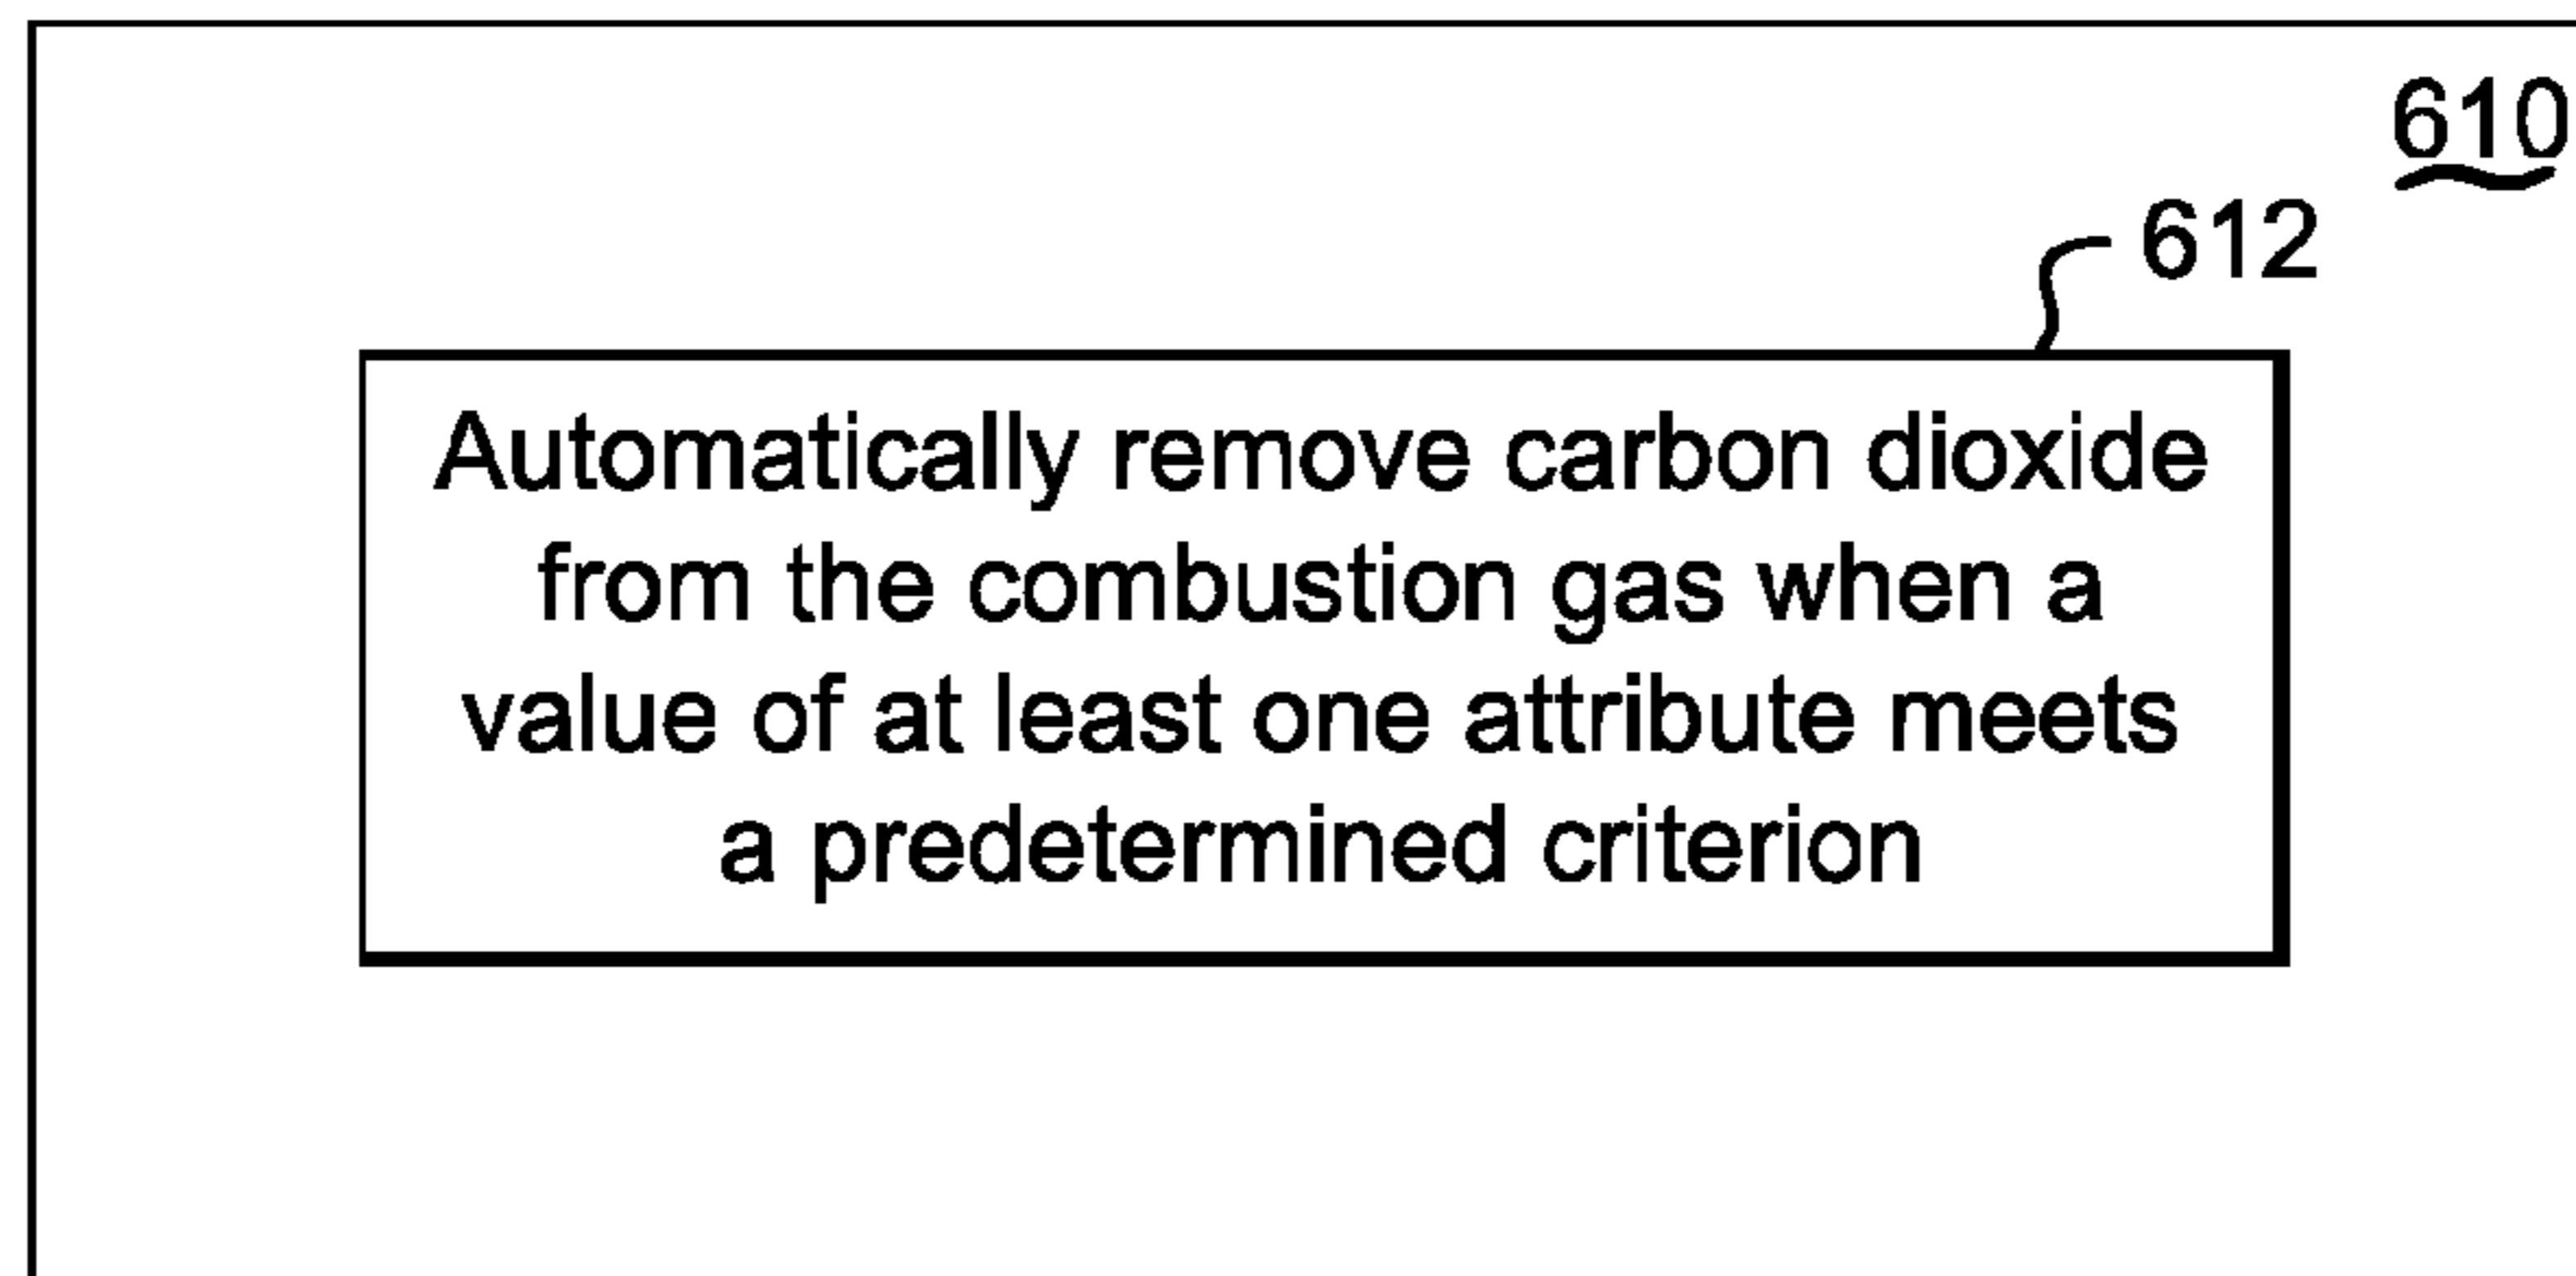 610
612
Automatically remove carbon dioxide
from the combustion gas when a
value of at least one attribute meets
a predetermined criterion